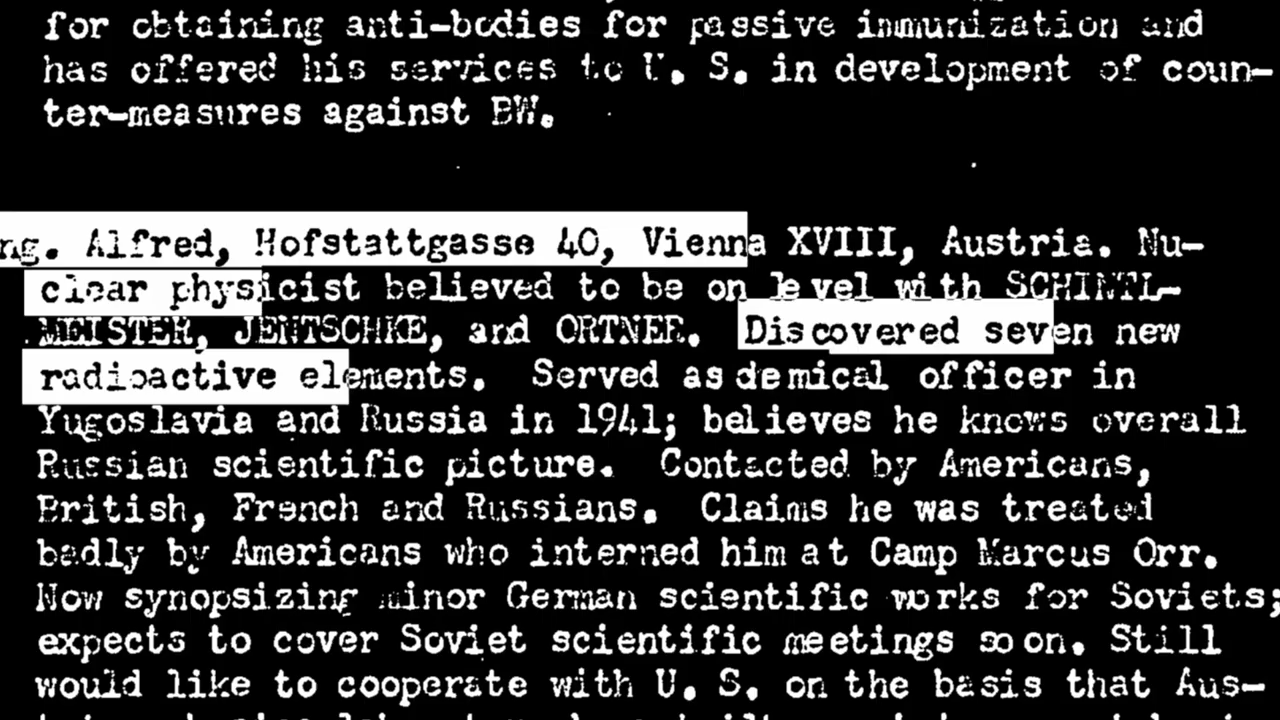 for obtaining anti-bodies for passive immunization and
has offered his services to U. S. in development of coun-
ter-measures against BW.
ng. Alfred, Hofstattgasse 40, Vienna XVIII, Austria. Nu-
clear physicist believed to be on level with SCHINTL-
MEISTER, JENTSCHKE, and ORTNER. Discovered seven new
radioactive elements. Served as demical officer in
Yugoslavia and Russia in 1941; believes he knows overall
Russian scientific picture. Contacted by Americans,
British, French and Russians. Claims he was treated
badly by Americans who interned him at Camp Marcus Orr.
Now synopsizing minor German scientific works for Soviets;
expects to cover Soviet scientific meetings soon. Still
would like to cooperate with U. S. on the basis that Aus-